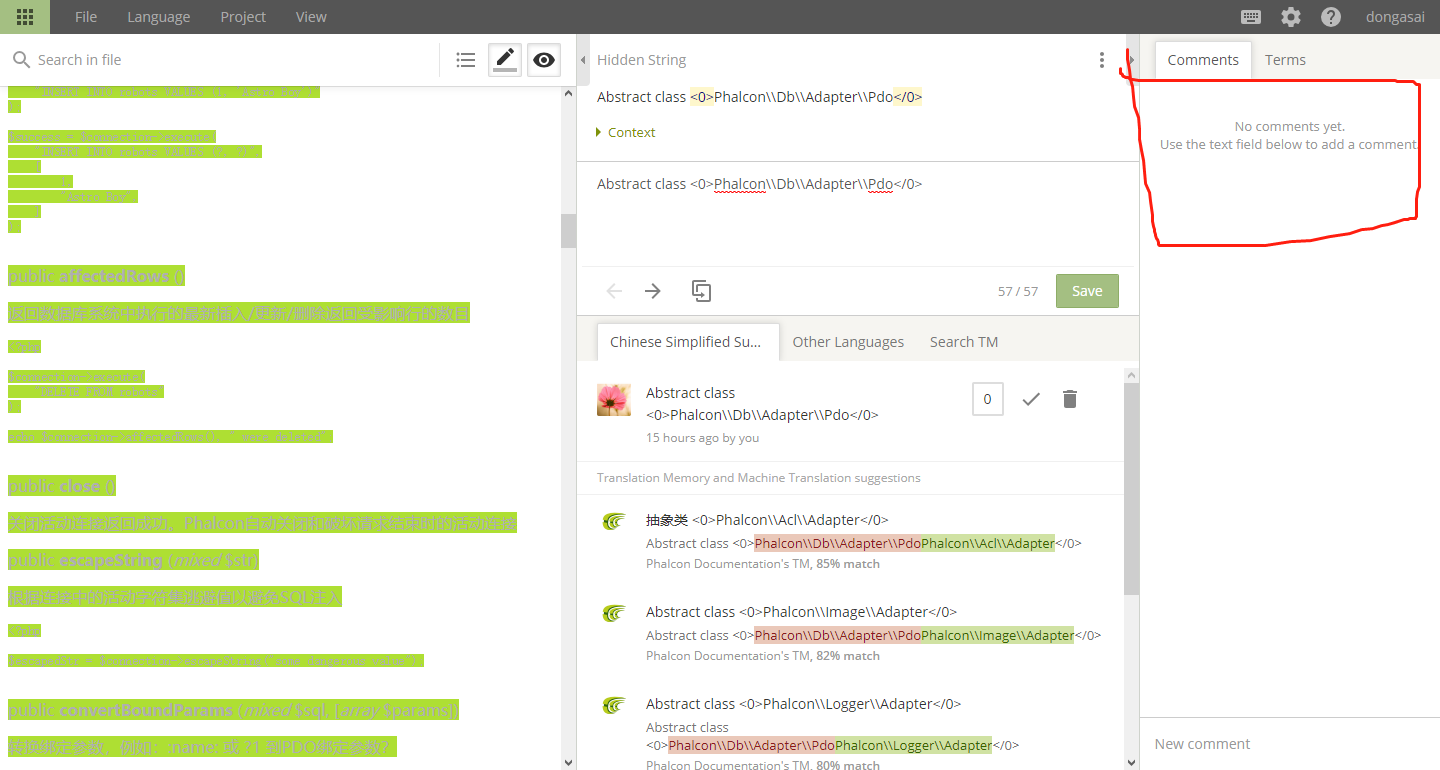 File
Language
Project
View
dongasai
Search in file
"INSERT INTO robots VALUES (1, 'Astro Boy')"
);
$success = $connection->execute(
"INSERT INTO robots VALUES (?, ?)",
[
1,
"Astro Boy",
]
);
public affectedRows ()
返回数据库系统中执行的最新插入/更新/删除返回受影响行的数目
<?php
$connection->execute(
"DELETE FROM robots"
);
echo $connection->affectedRows(), " were deleted";
public close ()
关闭活动连接返回成功。Phalcon自动关闭和破坏请求结束时的活动连接
public escapeString (mixed $str)
根据连接中的活动字符集逃避值以避免SQL注入
<?php
$escapedStr = $connection->escapeString("some dangerous value");
public convertBoundParams (mixed $sql, [array $params])
转换绑定参数，例如：:name: 或 ?1 到PDO绑定参数？
Hidden String
Abstract class <0>Phalcon\\Db\\Adapter\\Pdo</0>
Context
Abstract class <0>Phalcon\\Db\\Adapter\\Pdo</0>
57 / 57
Save
Chinese Simplified Su...
Other Languages
Search TM
Abstract class
<0>Phalcon\\Db\\Adapter\\Pdo</0>
15 hours ago by you
0
Translation Memory and Machine Translation suggestions
抽象类 <0>Phalcon\\Acl\\Adapter</0>
Abstract class <0>Phalcon\\Db\\Adapter\\PdoPhalcon\\Acl\\Adapter</0>
Phalcon Documentation's TM, 85% match
Abstract class <0>Phalcon\\Image\\Adapter</0>
Abstract class <0>Phalcon\\Db\\Adapter\\PdoPhalcon\\Image\\Adapter</0>
Phalcon Documentation's TM, 82% match
Abstract class <0>Phalcon\\Logger\\Adapter</0>
Abstract class
<0>Phalcon\\Db\\Adapter\\PdoPhalcon\\Logger\\Adapter</0>
Phalcon Documentation's TM, 80% match
Comments
Terms
No comments yet.
Use the text field below to add a comment
New comment